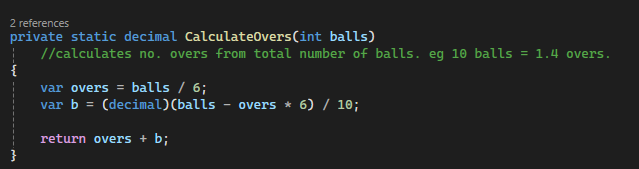 2 references
private static decimal CalculateOvers(int balls)
//calculates no. overs from total number of balls. eg 10 balls = 1.4 overs.
{
var overs = balls / 6;
var b = (decimal)(balls - overs * 6) / 10;
return overs + b;
}